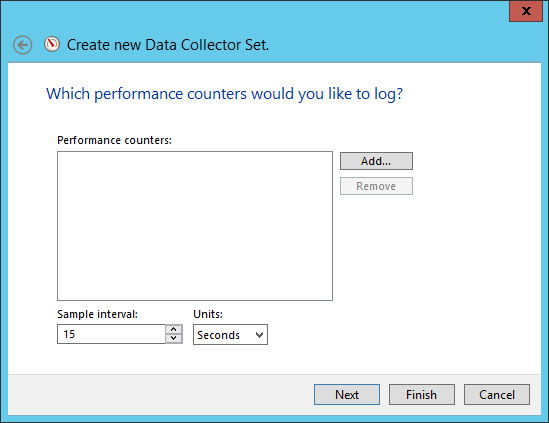 x
Create new Data Collector Set.
Which performance counters would you like to log?
Performance counters:
Add...
Remove
Sample interval:
Units:
15
Seconds
Next
Finish
Cancel